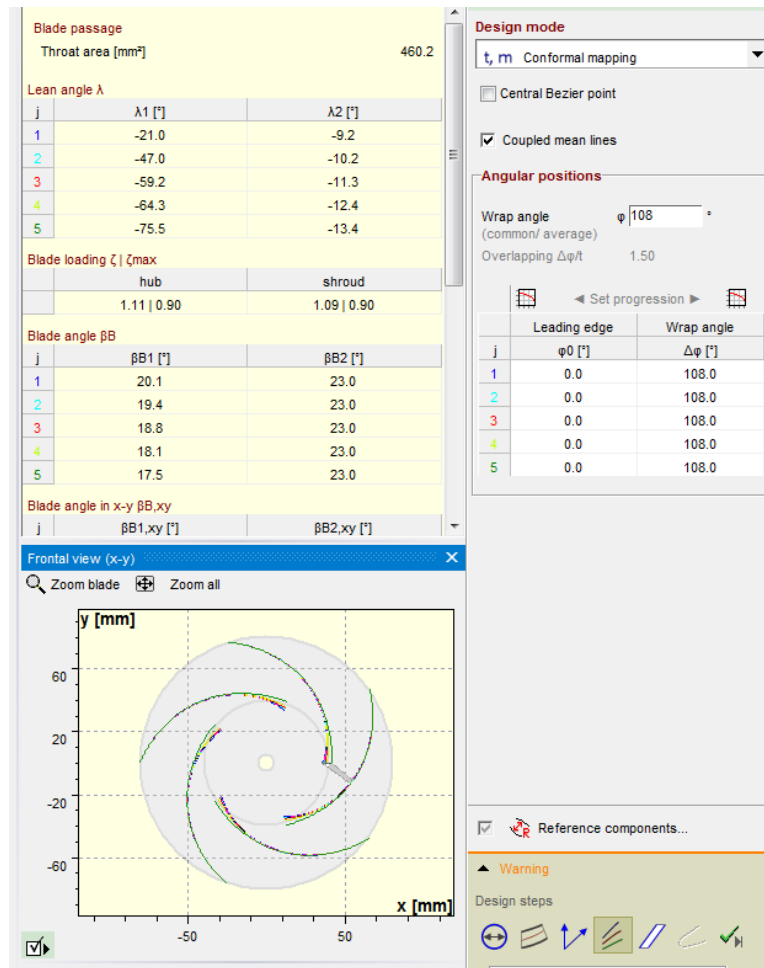 Blade passage
Throat area [mm²] 460.2
Lean angle λ
j λ1 [°] λ2 [°]
1 -21.0 -9.2
2 -47.0 -10.2
3 -59.2 -11.3
4 -64.3 -12.4
5 -75.5 -13.4
Blade loading ζ | ζmax
hub shroud
1.11 | 0.90 1.09 | 0.90
Blade angle βB
j βB1 [°] βB2 [°]
1 20.1 23.0
2 19.4 23.0
3 18.8 23.0
4 18.1 23.0
5 17.5 23.0
Blade angle in x-y βB,xy
j βB1,xy [°] βB2,xy [°]
Frontal view (x-y)
Zoom blade Zoom all
y [mm]
60
20
-20
-60
x [mm]
-50 50
Design mode
t, m Conformal mapping
Central Bezier point
Coupled mean lines
Angular positions
Wrap angle φ 108 °
(common/ average)
Overlapping Δφ/t 1.50
◄ Set progression ►
Leading edge Wrap angle
j φ0 [°] Δφ [°]
1 0.0 108.0
2 0.0 108.0
3 0.0 108.0
4 0.0 108.0
5 0.0 108.0
Reference components...
Warning
Design steps